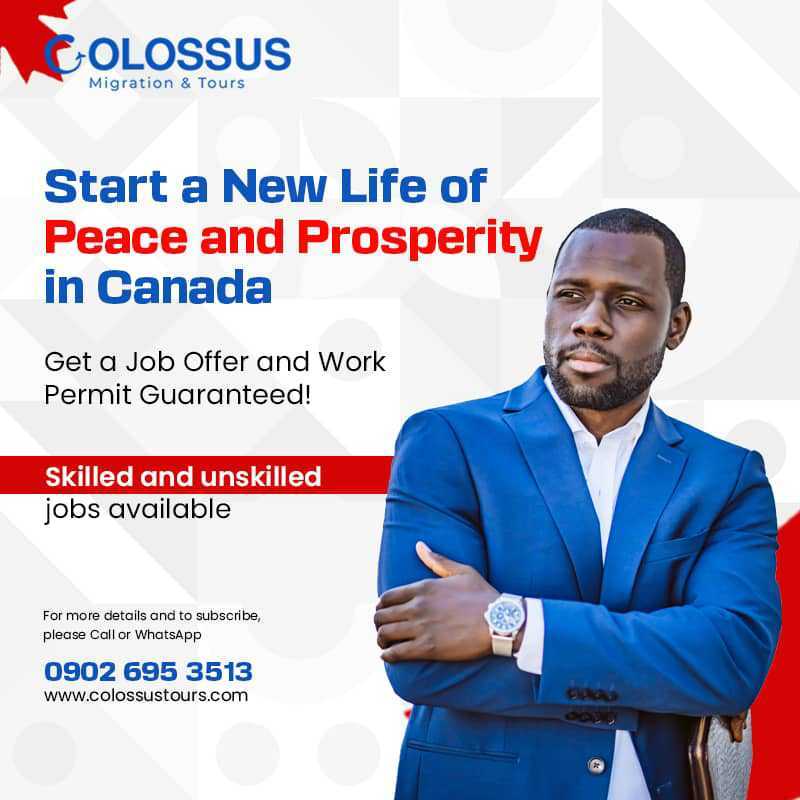 COLOSSUS
Migration & Tours
Start a New Life of
Peace and Prosperity
in Canada
Get a Job Offer and Work
Permit Guaranteed!
Skilled and unskilled
jobs available
For more details and to subscribe,
please Call or WhatsApp
0902 695 3513
www.colossustours.com